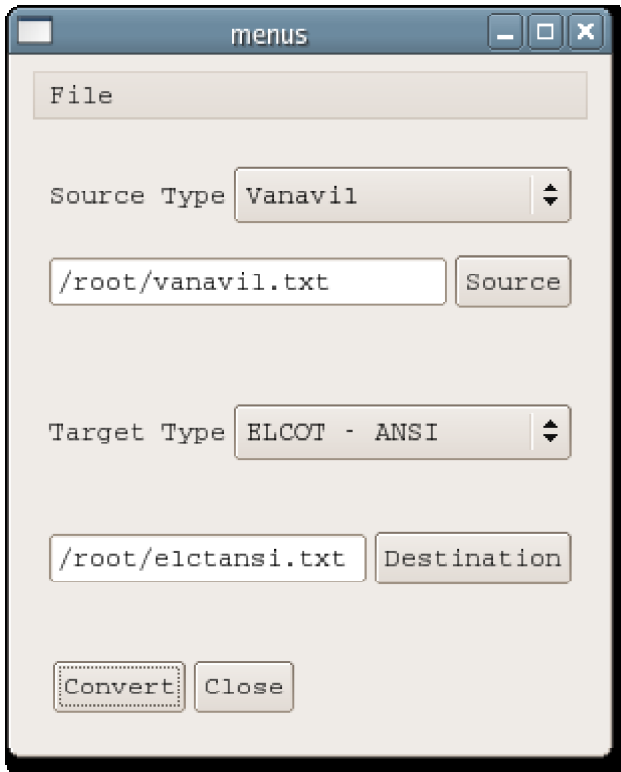 menus
File
Source Type Vanavil
/root/vanavil.txt Source
Target Type ELCOT - ANSI
/root/elctansi.txt Destination
Convert Close